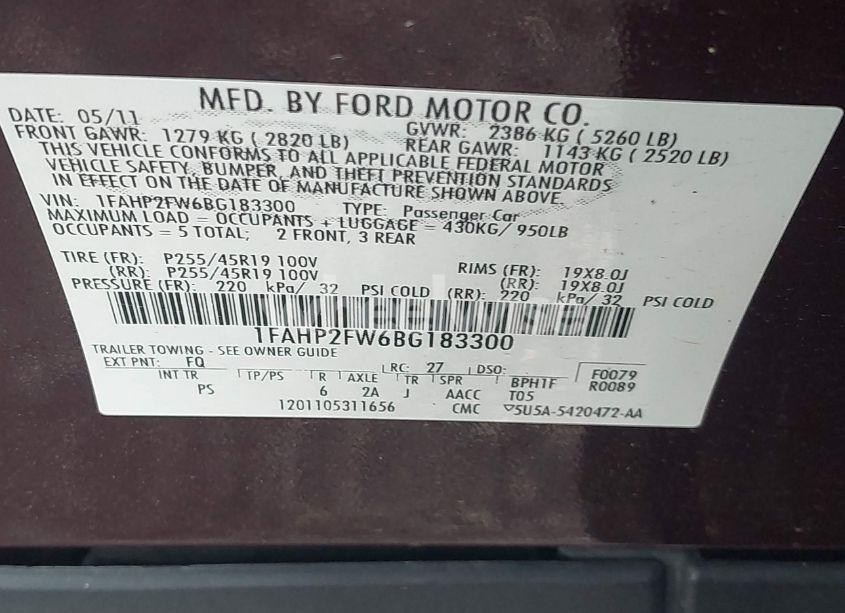 MFD. BY FORD MOTOR CO.
DATE: 05/11 GVWR: 2386 KG ( 5260 LB)
FRONT GAWR: 1279 KG ( 2820 LB) REAR GAWR: 1143 KG ( 2520 LB)
THIS VEHICLE CONFORMS TO ALL APPLICABLE FEDERAL MOTOR
VEHICLE SAFETY, BUMPER, AND THEFT PREVENTION STANDARDS
IN EFFECT ON THE DATE OF MANUFACTURE SHOWN ABOVE.
VIN: 1FAHP2FW6BG183300 TYPE: Passenger Car
MAXIMUM LOAD = OCCUPANTS + LUGGAGE = 430KG/ 950LB
OCCUPANTS = 5 TOTAL; 2 FRONT, 3 REAR
TIRE (FR): P255/45R19 100V RIMS (FR): 19X8.0J
(RR): P255/45R19 100V (RR): 19X8.0J
PRESSURE (FR): 220 kPa/ 32 PSI COLD (RR): 220 kPa/ 32 PSI COLD
1FAHP2FW6BG183300
TRAILER TOWING - SEE OWNER GUIDE
EXT PNT: FQ LRC: 27 DSO: F0079
INT TR TP/PS R AXLE TR SPR BPH1F R0089
PS 6 2A J AACC T05
1201105311656 CMC ▽5U5A-5420472-AA